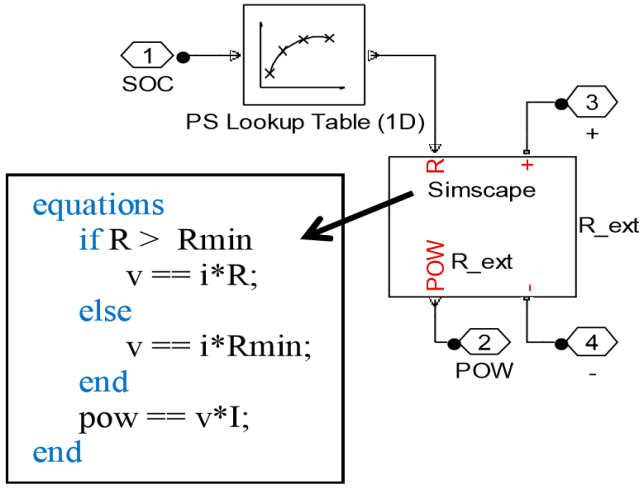 1
SOC
PS Lookup Table (1D)
3
+
R
+
Simscape
R_ext
POW
R_ext
-
2
POW
4
-
equations
if R > Rmin
v == i*R;
else
v == i*Rmin;
end
pow == v*I;
end